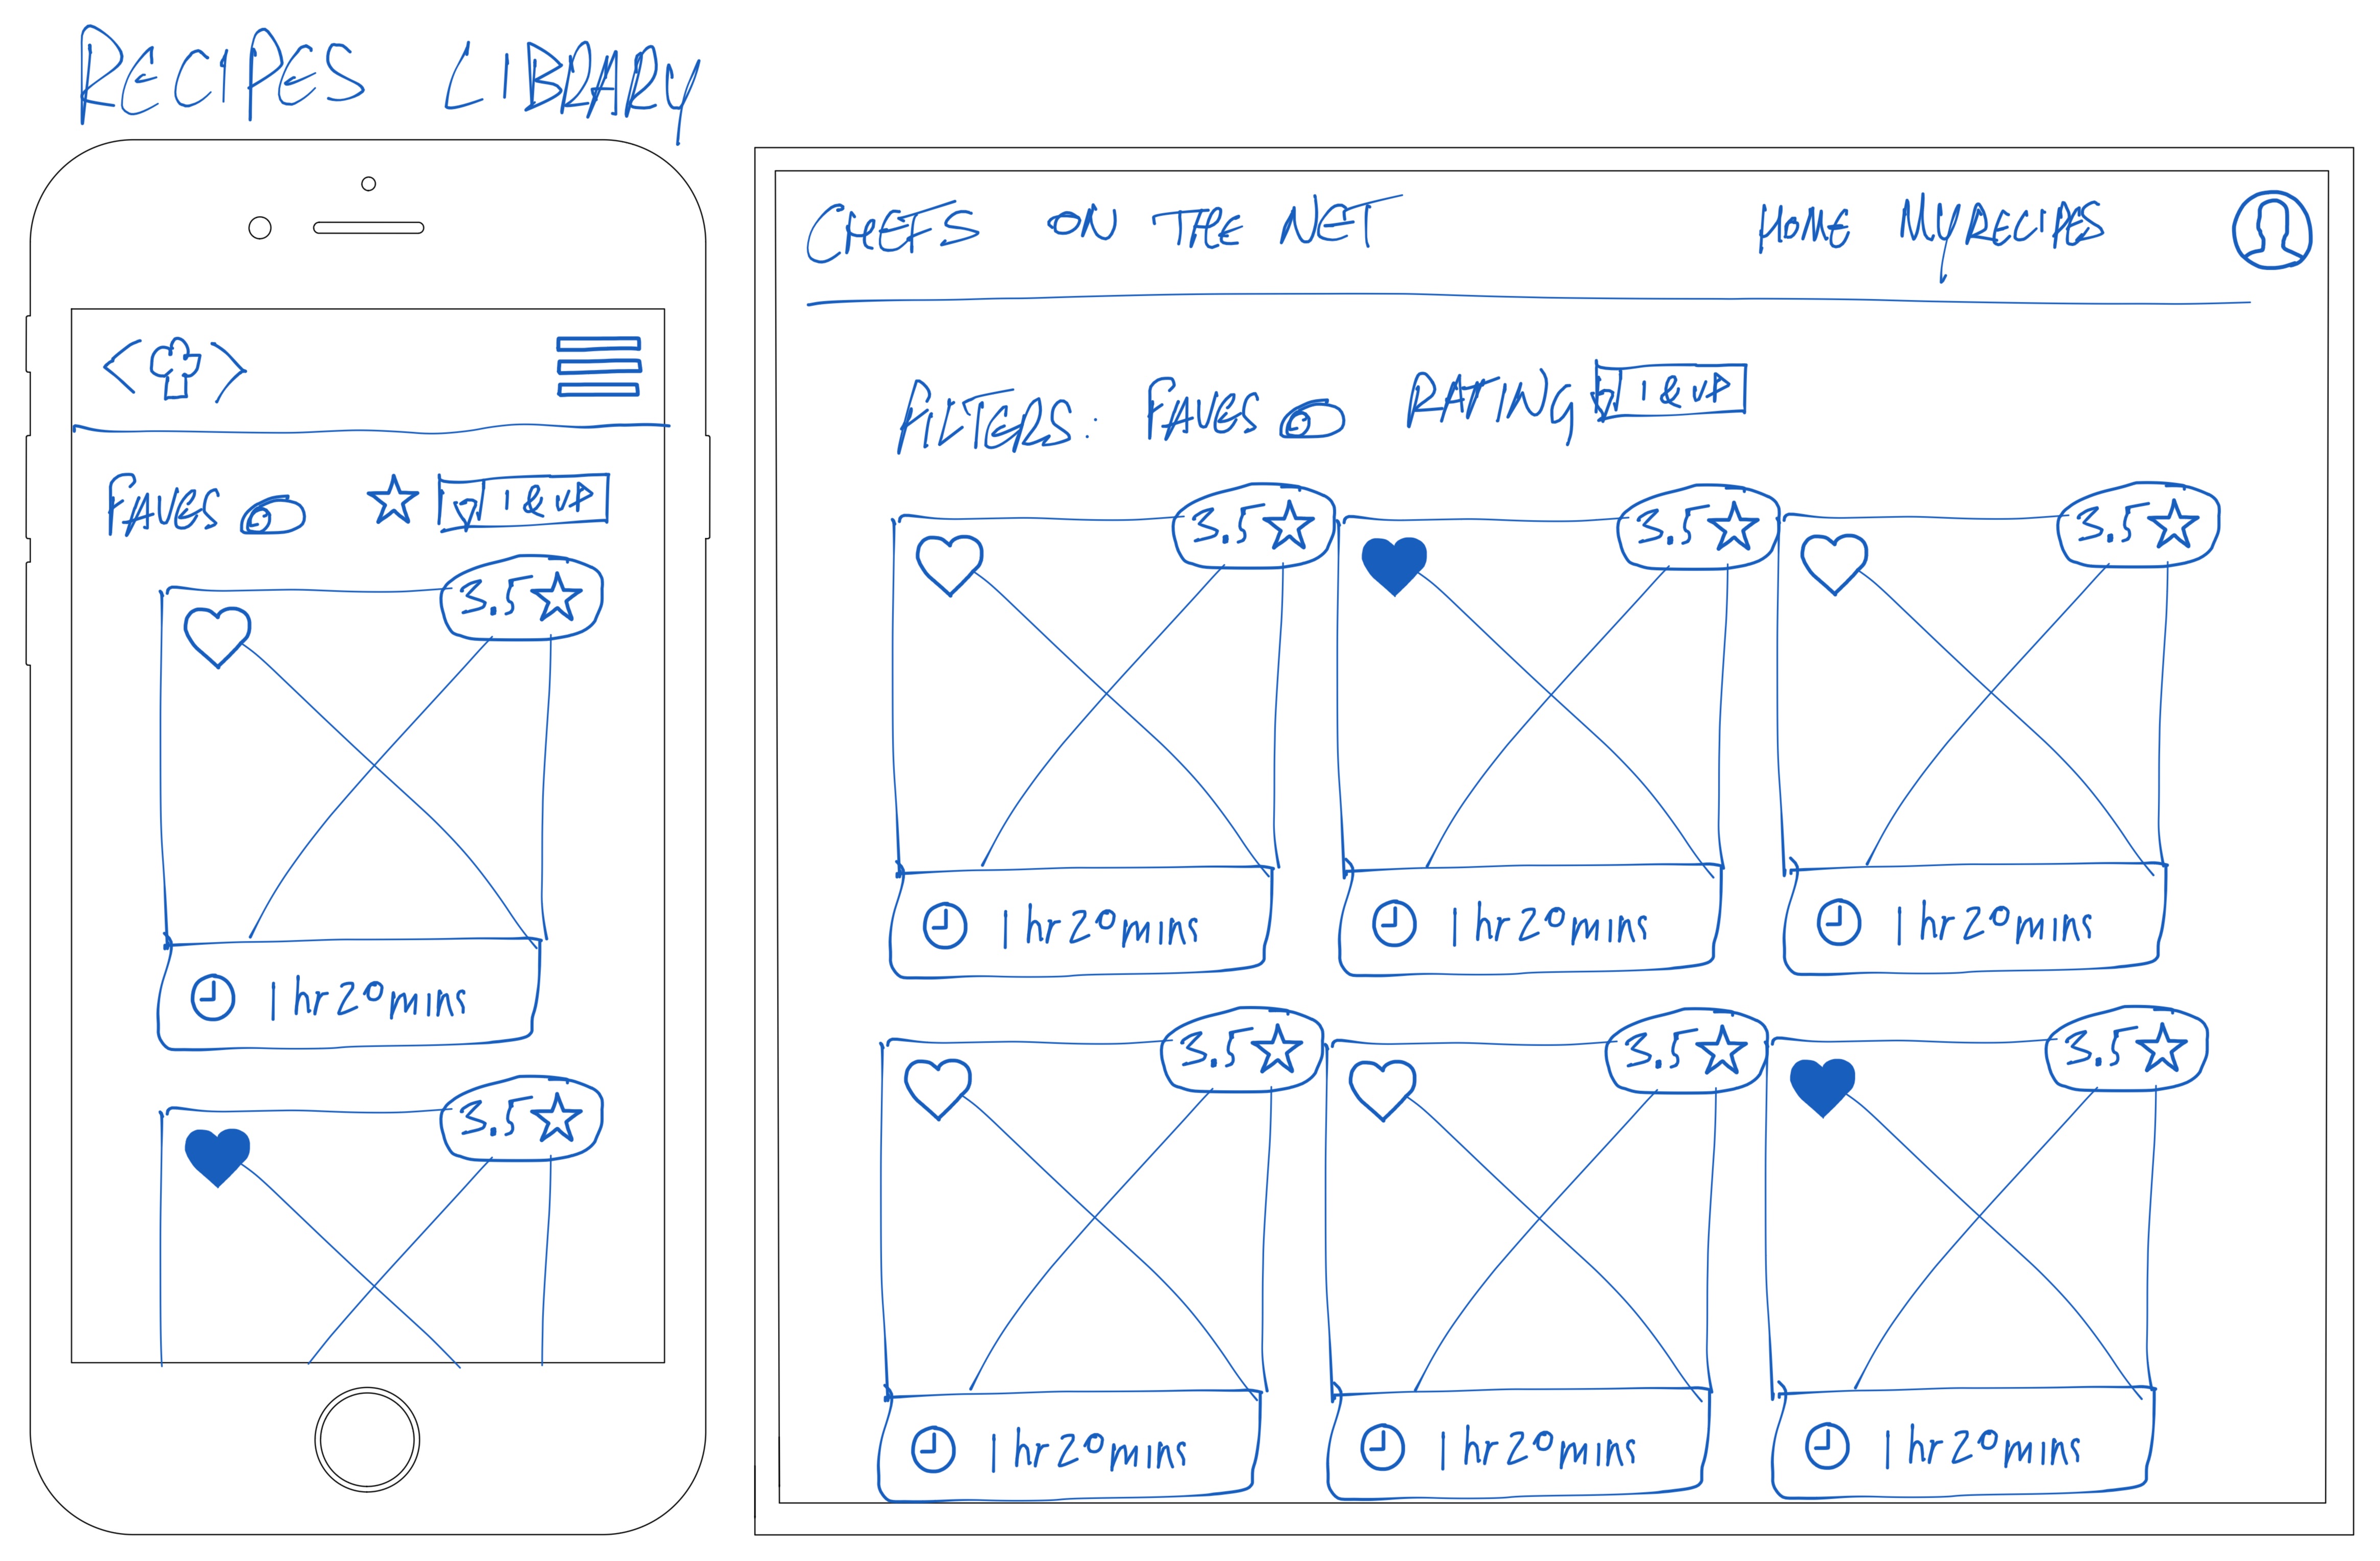 RECIPES LIBRARY
FAVES 1 & UP
3.5
1 hr 20 mins
3.5
CHEFS ON THE NET HOME MY RECIPES
FILTERS: FAVES RATING 1 & UP
3.5 3.5 3.5
1 hr 20 mins 1 hr 20 mins 1 hr 20 mins
3.5 3.5 3.5
1 hr 20 mins 1 hr 20 mins 1 hr 20 mins